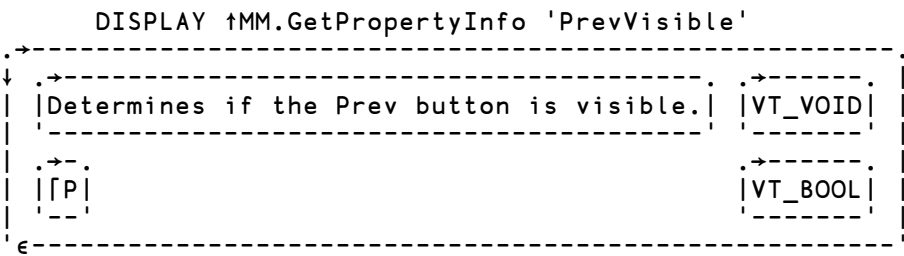 DISPLAY ↑MM.GetPropertyInfo 'PrevVisible'
.→------------------------------------------------------.
↓ .→----------------------------------------. .→------. |
| |Determines if the Prev button is visible.| |VT_VOID| |
| '-----------------------------------------' '-------' |
| .→-.                                        .→------. |
| |⌈P|                                        |VT_BOOL| |
| '--'                                        '-------' |
'∊------------------------------------------------------'